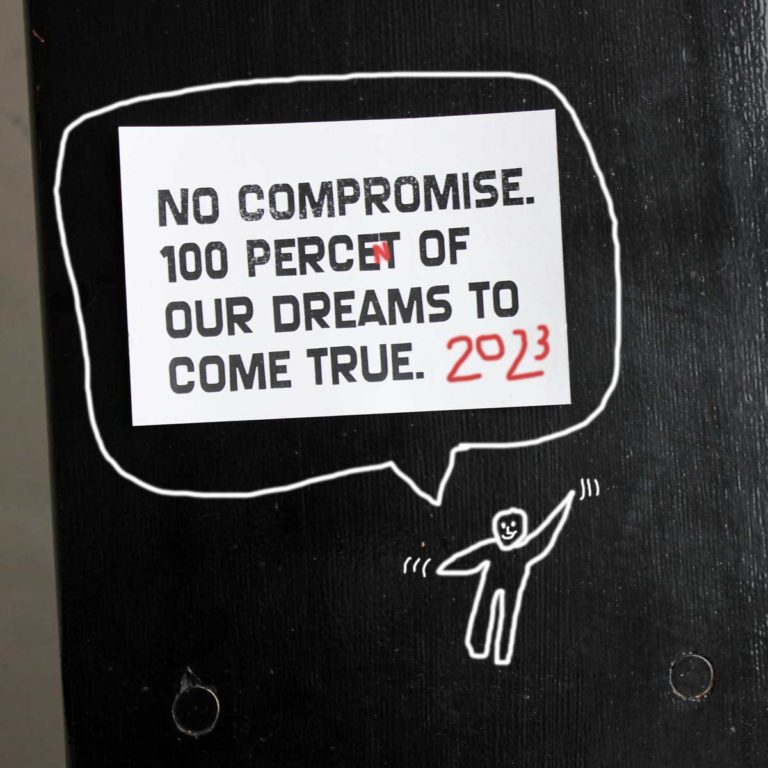 NO COMPROMISE.
100 PERCENT OF
OUR DREAMS TO
COME TRUE. 2023